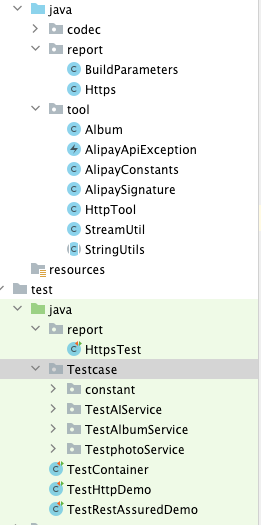 java
codec
report
BuildParameters
Https
tool
Album
AlipayApiException
AlipayConstants
AlipaySignature
HttpTool
StreamUtil
StringUtils
resources
test
java
report
HttpsTest
Testcase
constant
TestAIService
TestAlbumService
TestphotoService
TestContainer
TestHttpDemo
TestRestAssuredDemo